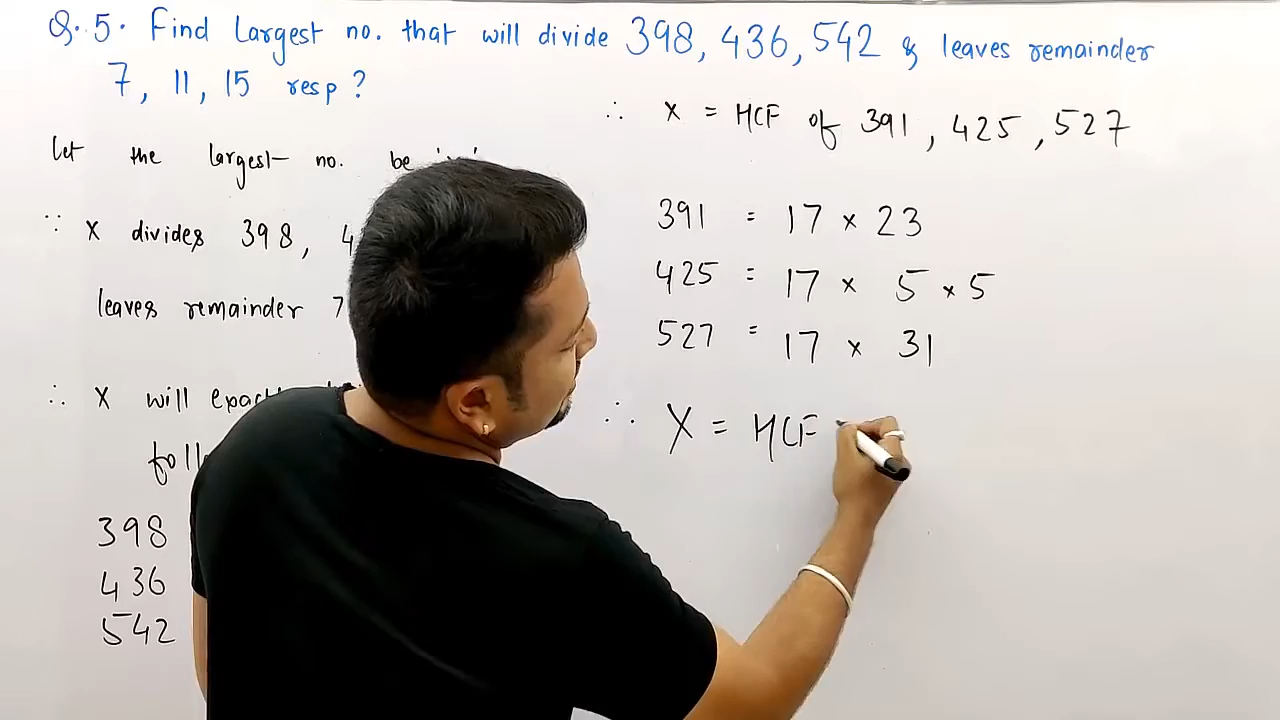 Q.5. Find Largest no. that will divide 398, 436, 542 & leaves remainder
7, 11, 15 resp?
Let the largest no. be
∵ X divides 398, 4
leaves remainder 7
∴ X will
398
436
542
∴ X = HCF of 391, 425, 527
391 = 17 × 23
425 = 17 × 5 × 5
527 = 17 × 31
∴ X = HCF